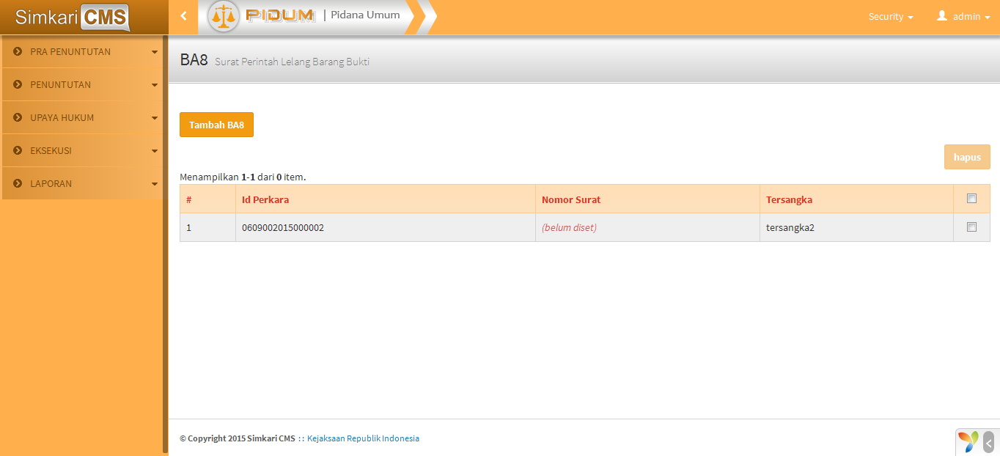 Simkari CMS
PIDUM | Pidana Umum
Security
admin
PRA PENUNTUTAN
PENUNTUTAN
UPAYA HUKUM
EKSEKUSI
LAPORAN
BA8 Surat Perintah Lelang Barang Bukti
Tambah BA8
hapus
Menampilkan 1-1 dari 0 item.
# Id Perkara Nomor Surat Tersangka
1 0609002015000002 (belum diset) tersangka2
© Copyright 2015 Simkari CMS :: Kejaksaan Republik Indonesia